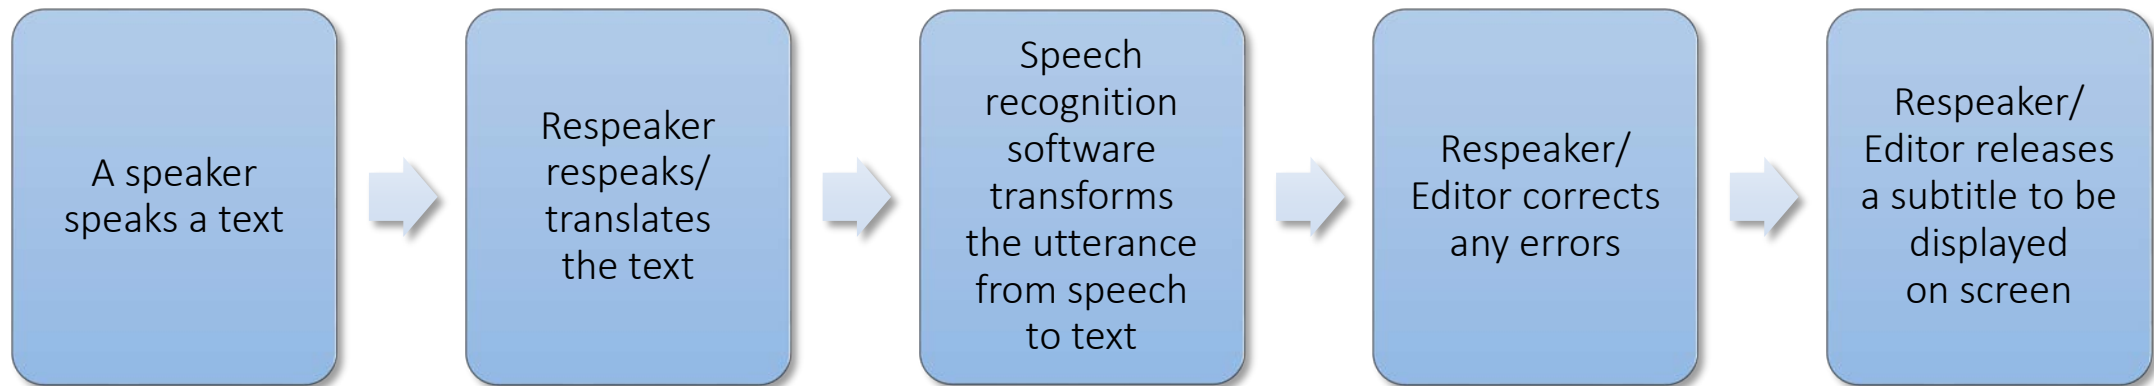 A speaker
speaks a text
Respeaker
respeaks/
translates
the text
Speech
recognition
software
transforms
the utterance
from speech
to text
Respeaker/
Editor corrects
any errors
Respeaker/
Editor releases
a subtitle to be
displayed
on screen